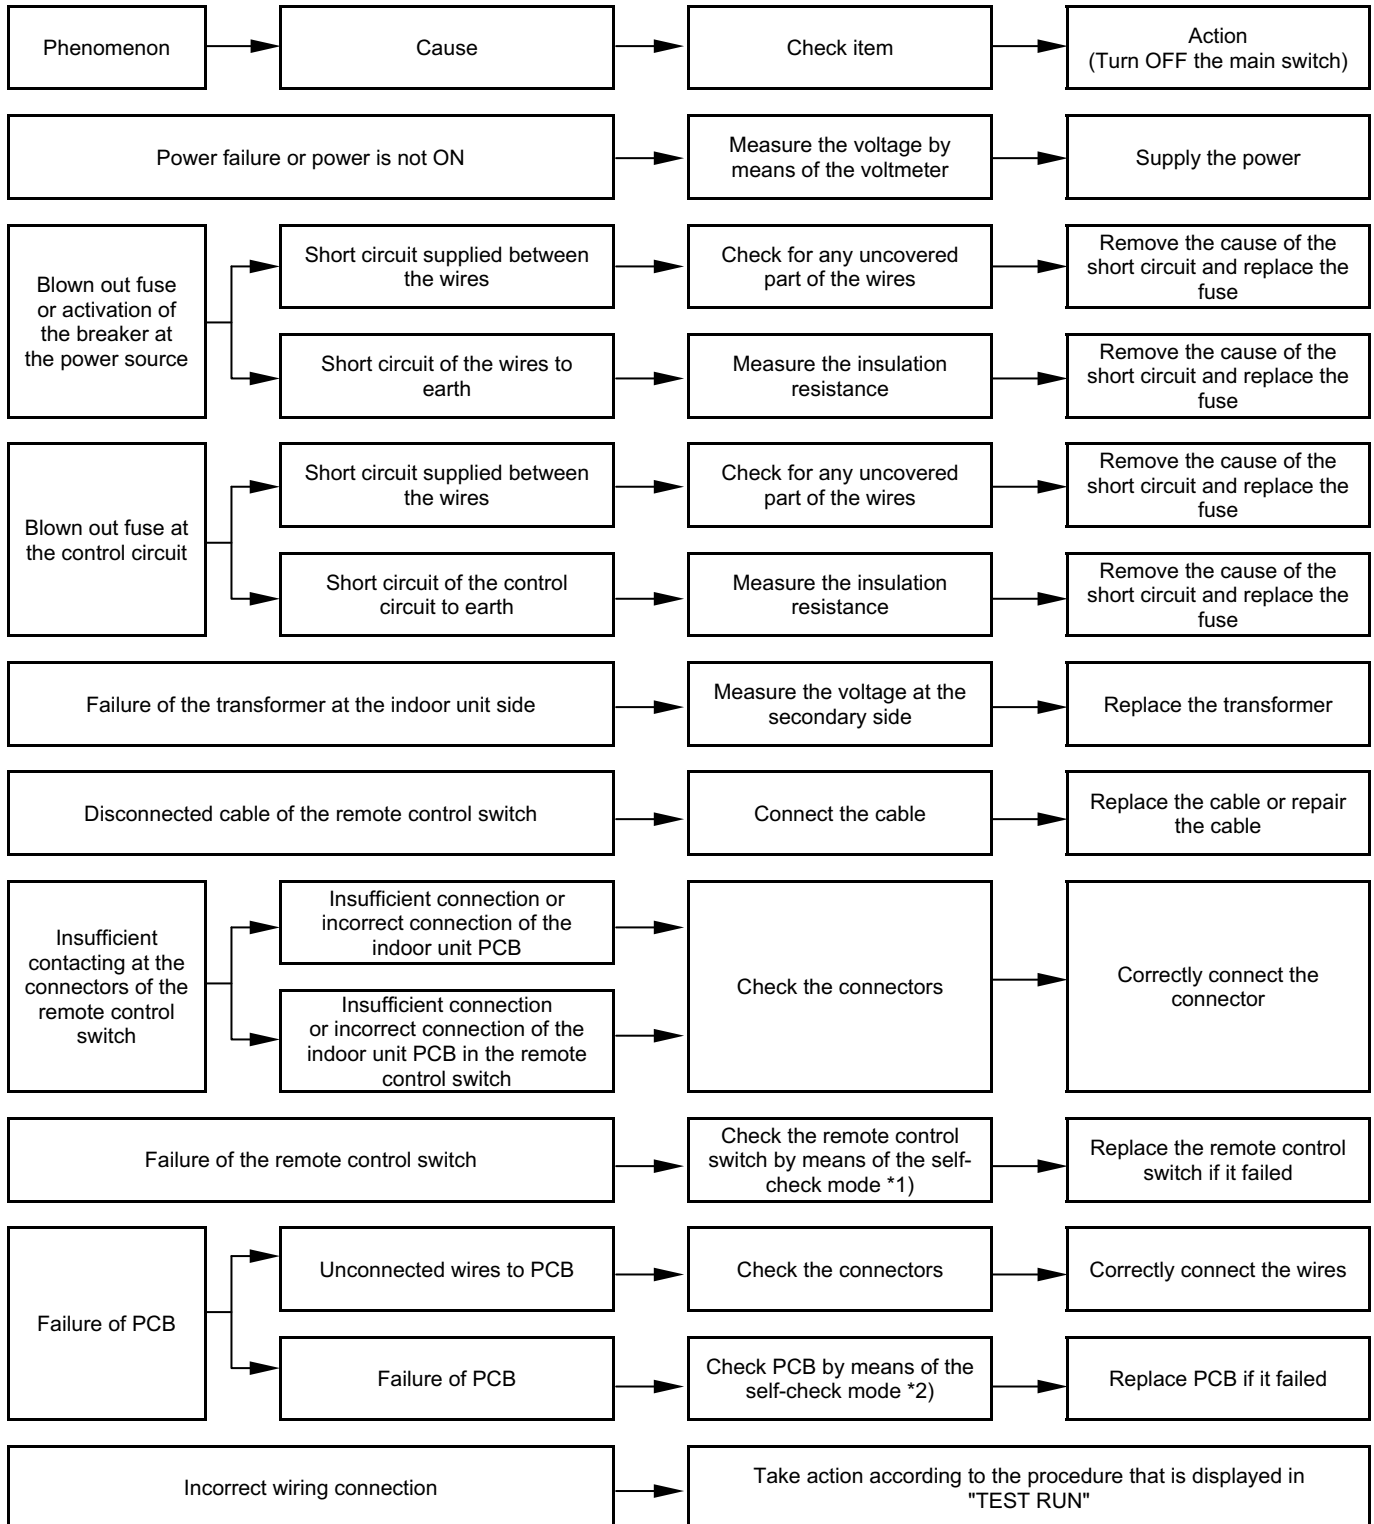 Phenomenon
Cause
Check item
Action
(Turn OFF the main switch)
Power failure or power is not ON
Measure the voltage by
means of the voltmeter
Supply the power
Blown out fuse
or activation of
the breaker at
the power source
Short circuit supplied between
the wires
Check for any uncovered
part of the wires
Remove the cause of the
short circuit and replace the
fuse
Short circuit of the wires to
earth
Measure the insulation
resistance
Remove the cause of the
short circuit and replace the
fuse
Blown out fuse at
the control circuit
Short circuit supplied between
the wires
Check for any uncovered
part of the wires
Remove the cause of the
short circuit and replace the
fuse
Short circuit of the control
circuit to earth
Measure the insulation
resistance
Remove the cause of the
short circuit and replace the
fuse
Failure of the transformer at the indoor unit side
Measure the voltage at the
secondary side
Replace the transformer
Disconnected cable of the remote control switch
Connect the cable
Replace the cable or repair
the cable
Insufficient
contacting at the
connectors of the
remote control
switch
Insufficient connection or
incorrect connection of the
indoor unit PCB
Insufficient connection
or incorrect connection of the
indoor unit PCB in the remote
control switch
Check the connectors
Correctly connect the
connector
Failure of the remote control switch
Check the remote control
switch by means of the self-
check mode *1)
Replace the remote control
switch if it failed
Failure of PCB
Unconnected wires to PCB
Check the connectors
Correctly connect the wires
Failure of PCB
Check PCB by means of the
self-check mode *2)
Replace PCB if it failed
Incorrect wiring connection
Take action according to the procedure that is displayed in
"TEST RUN"